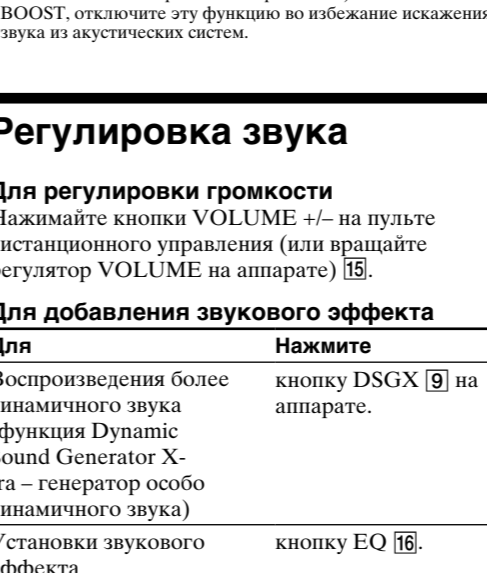 BOOST, отключите эту функцию во избежание искажения
звука из акустических систем.
Регулировка звука
Для регулировки громкости
Нажимайте кнопки VOLUME +/– на пульте
дистанционного управления (или вращайте
регулятор VOLUME на аппарате) 15.
Для добавления звукового эффекта
Для Нажмите
Воспроизведения более кнопку DSGX 9 на
динамичного звука аппарате.
(функция Dynamic
Sound Generator X-
tra – генератор особо
динамичного звука)
Установки звукового кнопку EQ 16.
эффекта